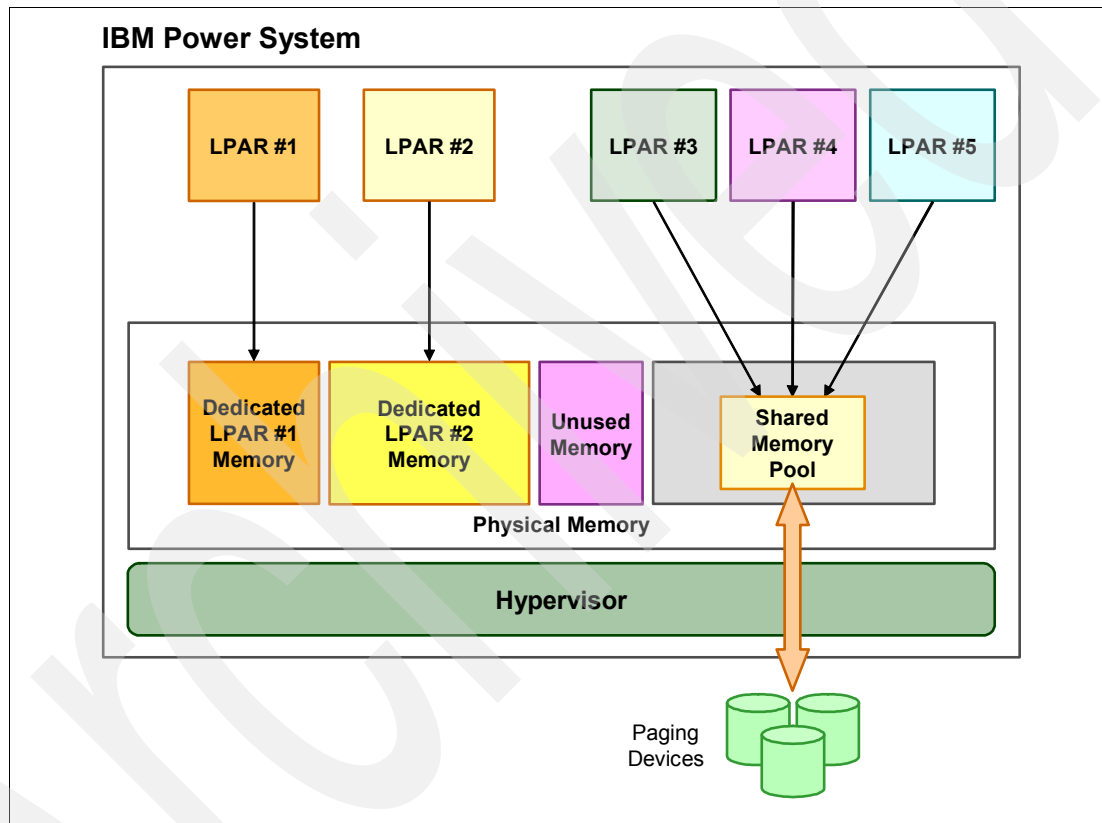 IBM Power System
LPAR #1
LPAR #2
LPAR #3
LPAR #4
LPAR #5
Dedicated
LPAR #1
Memory
Dedicated
LPAR #2
Memory
Unused
Memory
Shared
Memory
Pool
Physical Memory
Hypervisor
Paging
Devices
Archived